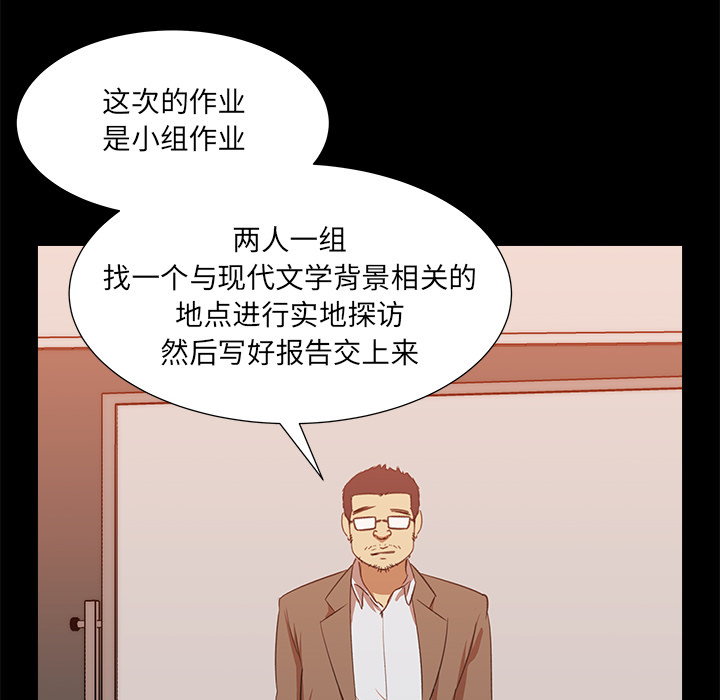 这次的作业
是小组作业
两人一组
找一个与现代文学背景相关的
地点进行实地探访
然后写好报告交上来